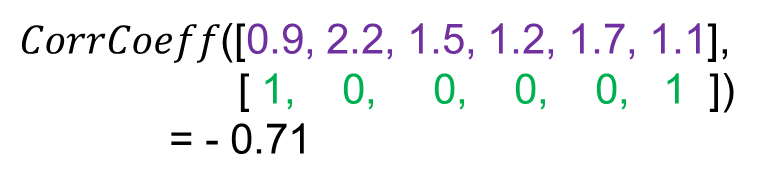 CorrCoeff([0.9, 2.2, 1.5, 1.2, 1.7, 1.1],
[ 1, 0, 0, 0, 0, 1 ])
= - 0.71